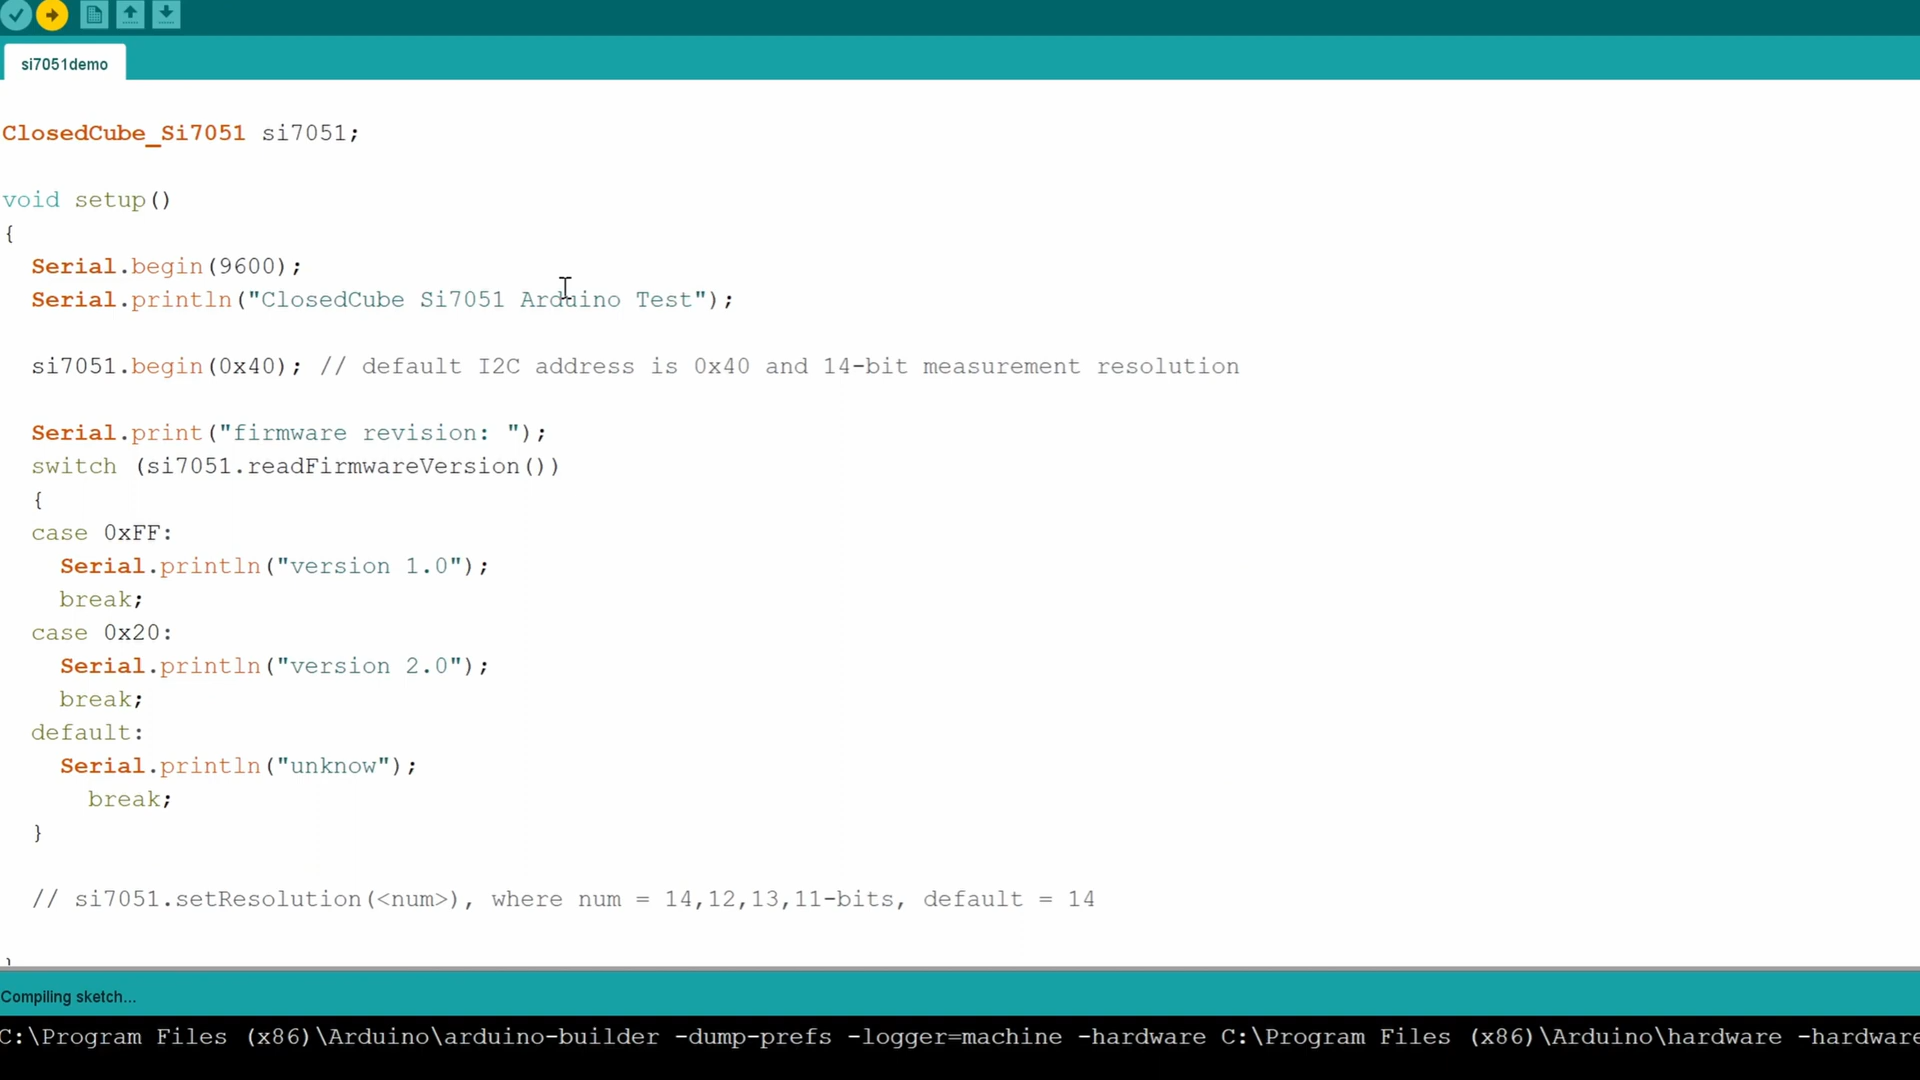 si7051demo
ClosedCube_Si7051 si7051;
void setup()
{
Serial.begin(9600);
Serial.println("ClosedCube Si7051 Arduino Test");
si7051.begin(0x40); // default I2C address is 0x40 and 14-bit measurement resolution
Serial.print("firmware revision: ");
switch (si7051.readFirmwareVersion())
{
case 0xFF:
Serial.println("version 1.0");
break;
case 0x20:
Serial.println("version 2.0");
break;
default:
Serial.println("unknow");
break;
}
// si7051.setResolution(<num>), where num = 14,12,13,11-bits, default = 14
}
Compiling sketch...
C:\Program Files (x86)\Arduino\arduino-builder -dump-prefs -logger=machine -hardware C:\Program Files (x86)\Arduino\hardware -hardware